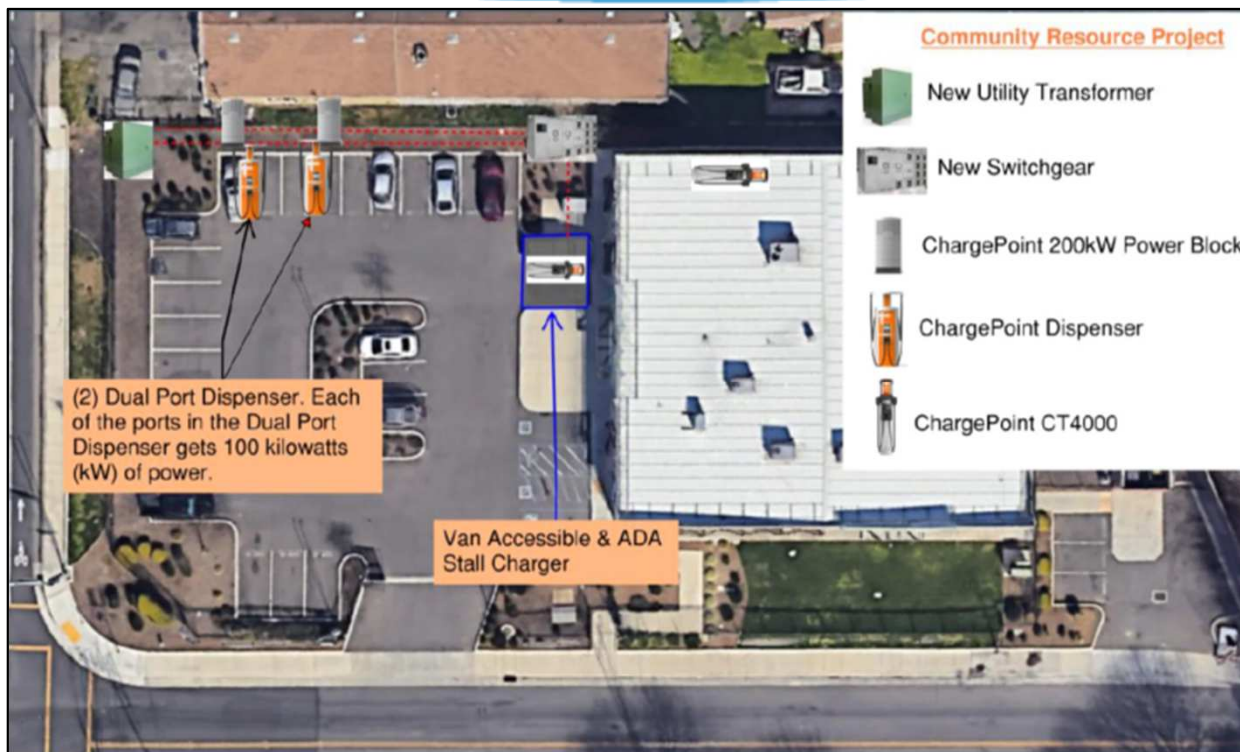 Community Resource Project
New Utility Transformer
New Switchgear
ChargePoint 200kW Power Block
ChargePoint Dispenser
ChargePoint CT4000
(2) Dual Port Dispenser. Each
of the ports in the Dual Port
Dispenser gets 100 kilowatts
(kW) of power.
Van Accessible & ADA
Stall Charger